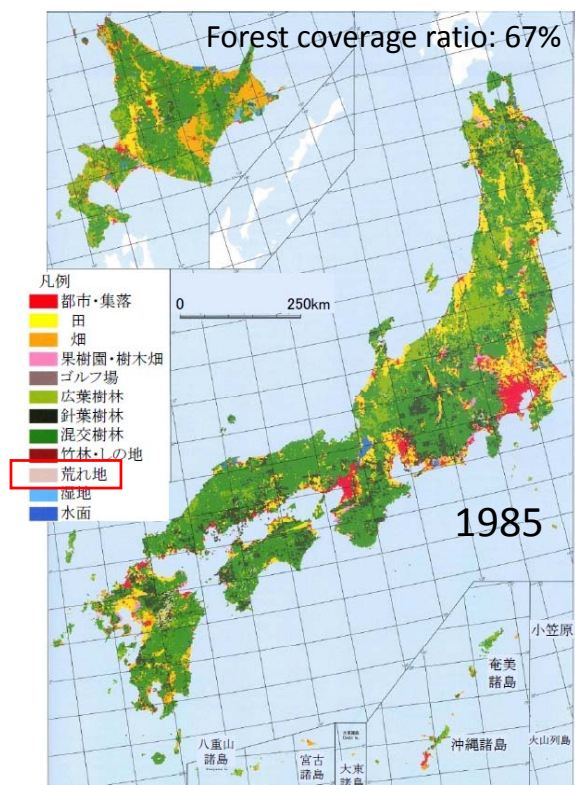 Forest coverage ratio: 67%
凡例
都市・集落
田
畑
果樹園・樹木畑
ゴルフ場
広葉樹林
針葉樹林
混交樹林
竹林・しの地
荒れ地
湿地
水面
0 250km
1985
小笠原
奄美
諸島
八重山
諸島
宮古
諸島
大東
諸島
沖縄諸島
火山列島